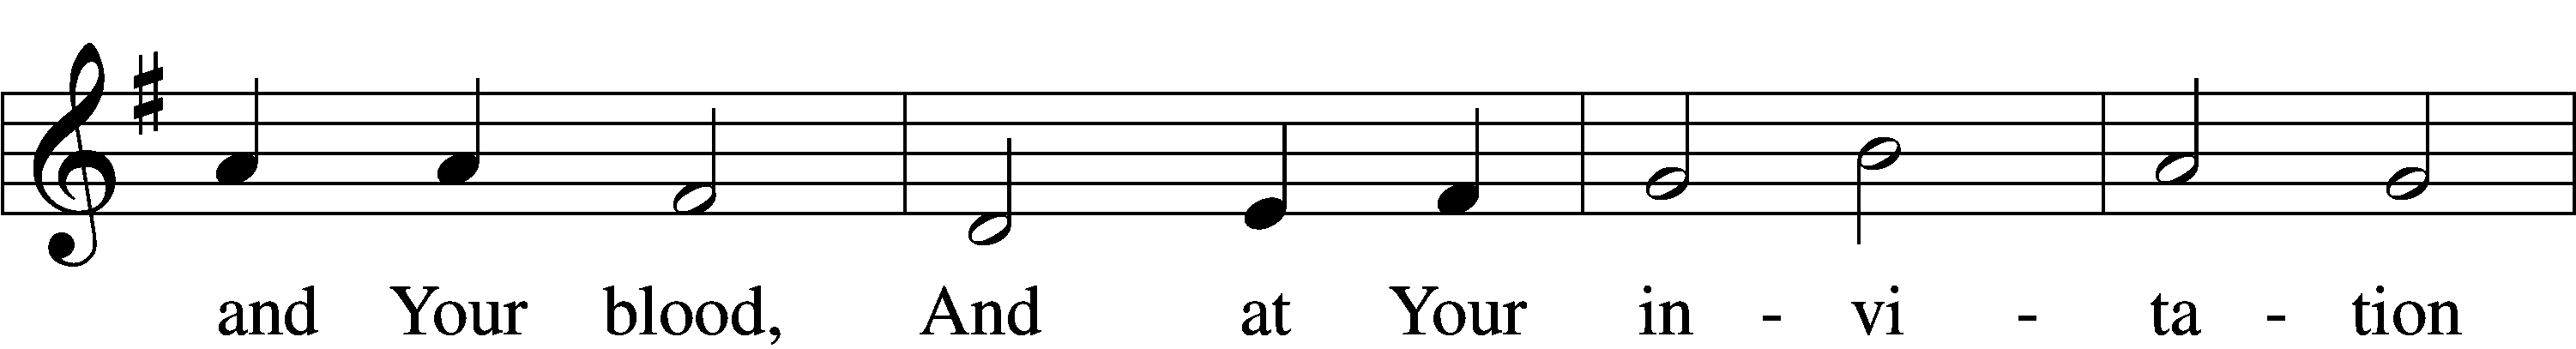 and Your blood, And at Your in - vi - ta - tion